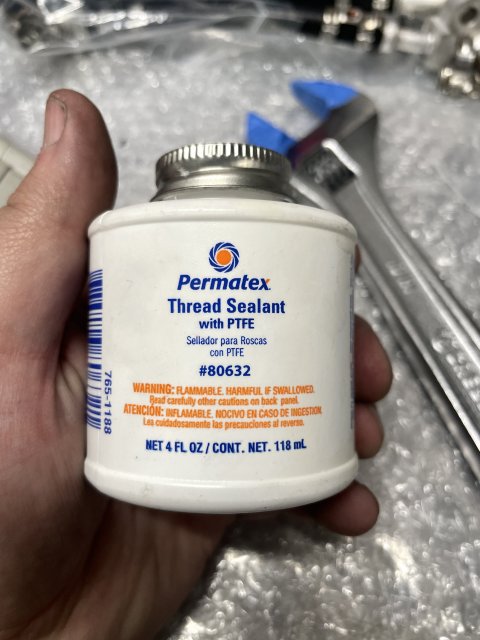 Permatex
Thread Sealant
with PTFE
Sellador para Roscas
con PTFE
#80632
WARNING: FLAMMABLE. HARMFUL IF SWALLOWED.
Read carefully other cautions on back panel.
ATENCIÓN: INFLAMABLE. NOCIVO EN CASO DE INGESTION.
Lea cuidadosamente las precauciones al reverso.
NET 4 FL OZ / CONT. NET. 118 mL
765-1188